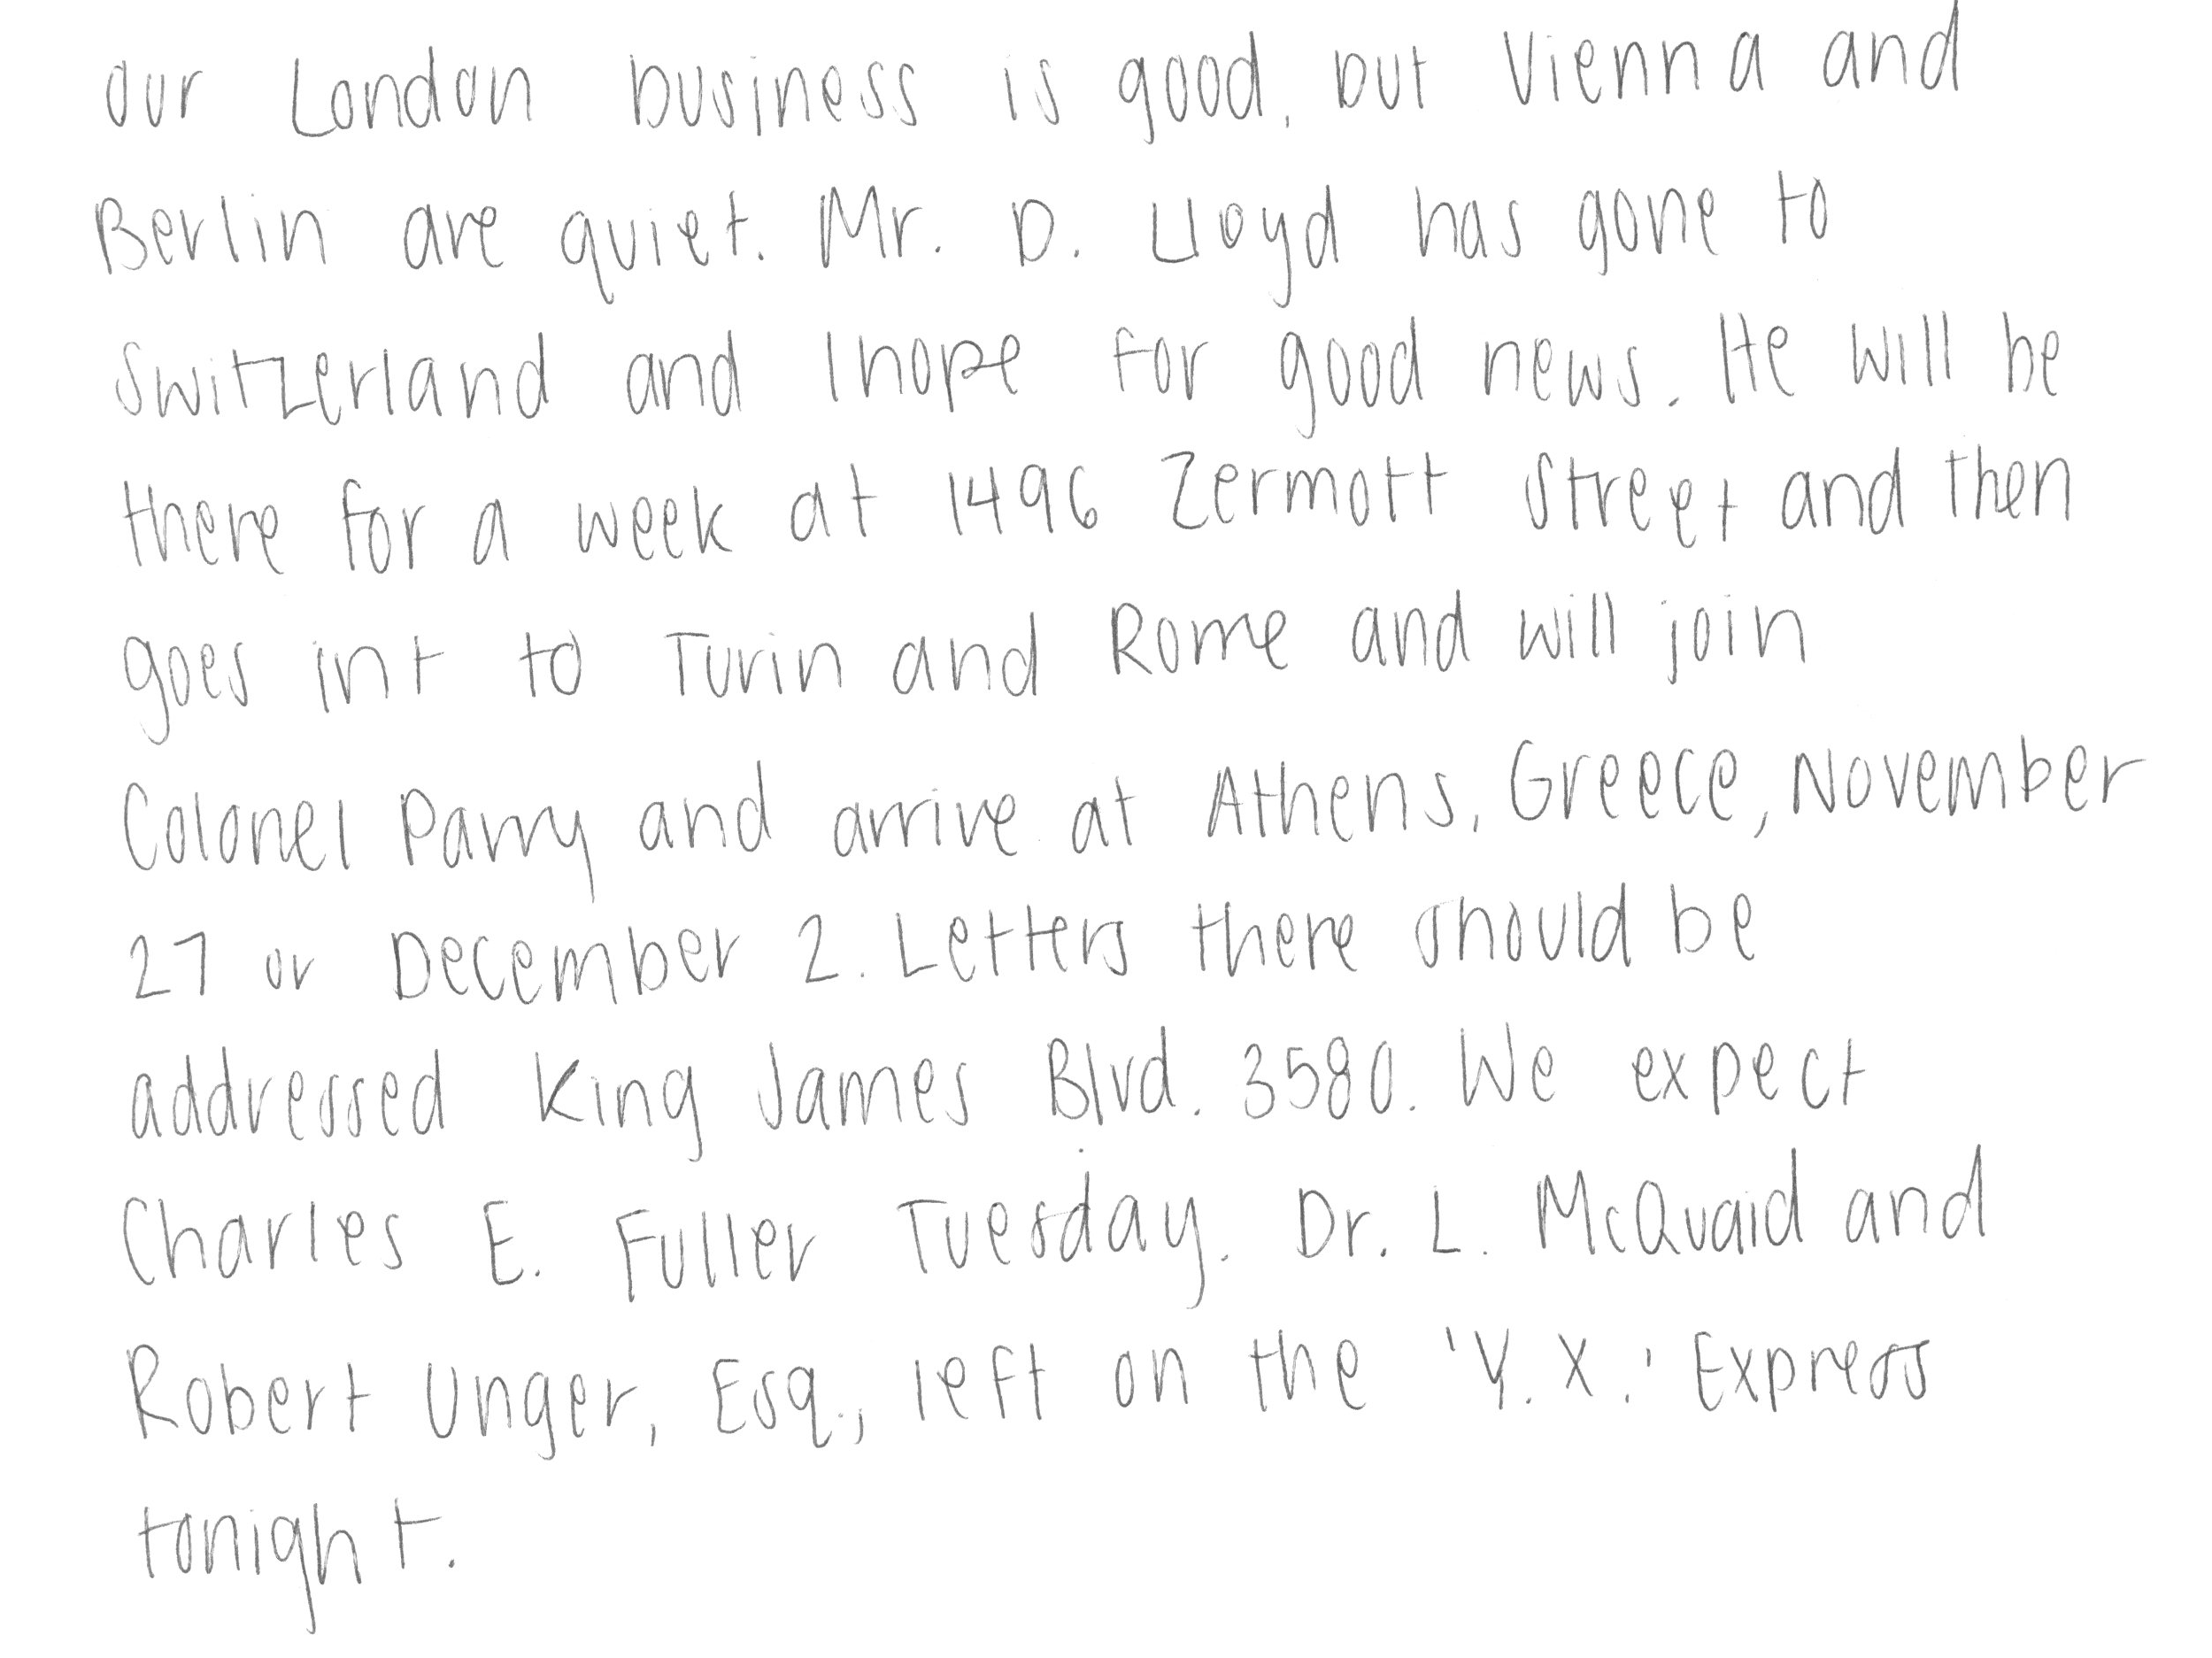 Our London business is good, but Vienna and
Berlin are quiet. Mr. D. Lloyd has gone to
Switzerland and I hope for good news. He will be
there for a week at 1496 Zermott Street and then
goes int to Turin and Rome and will join
Colonel Parry and arrive at Athens, Greece, November
27 or December 2. Letters there should be
addressed King James Blvd. 3580. We expect
Charles E. Fuller Tuesday. Dr. L. McQuaid and
Robert Unger, Esq., left on the 'Y.X.' Express
tonight.